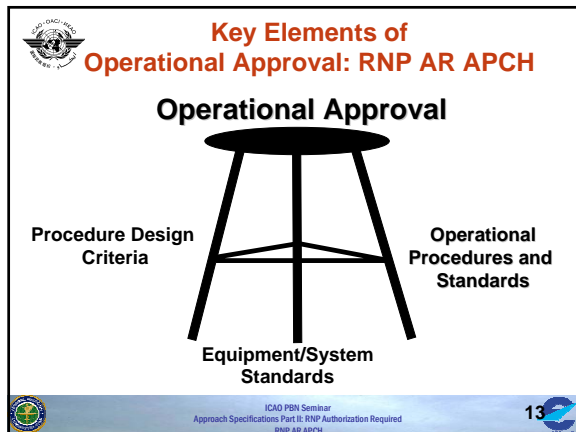 Key Elements of
Operational Approval: RNP AR APCH
Operational Approval
Procedure Design
Criteria
Operational
Procedures and
Standards
Equipment/System
Standards
ICAO PBN Seminar
Approach Specifications Part II: RNP Authorization Required
RNP AR APCH
13